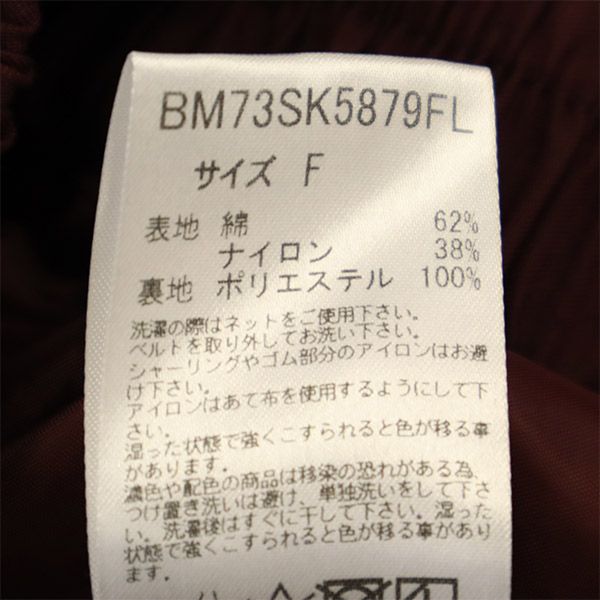 BM73SK5879FL
サイズ F
表地 綿 62%
ナイロン 38%
裏地 ポリエステル 100%
洗濯の際はネットをご使用下さい。
ベルトを取り外してお洗い下さい。
シャーリングやゴム部分のアイロンはお避
け下さい。
アイロンはあて布を使用するようにして下
さい。
湿った状態で強くこすられると色が移る事
があります。
濃色や配色の商品は移染の恐れがある為、
つけ置き洗いは避け、単独洗いをして下さ
い。洗濯後はすぐに干して下さい。湿った
状態で強くこすられると色が移る事があり
ます。